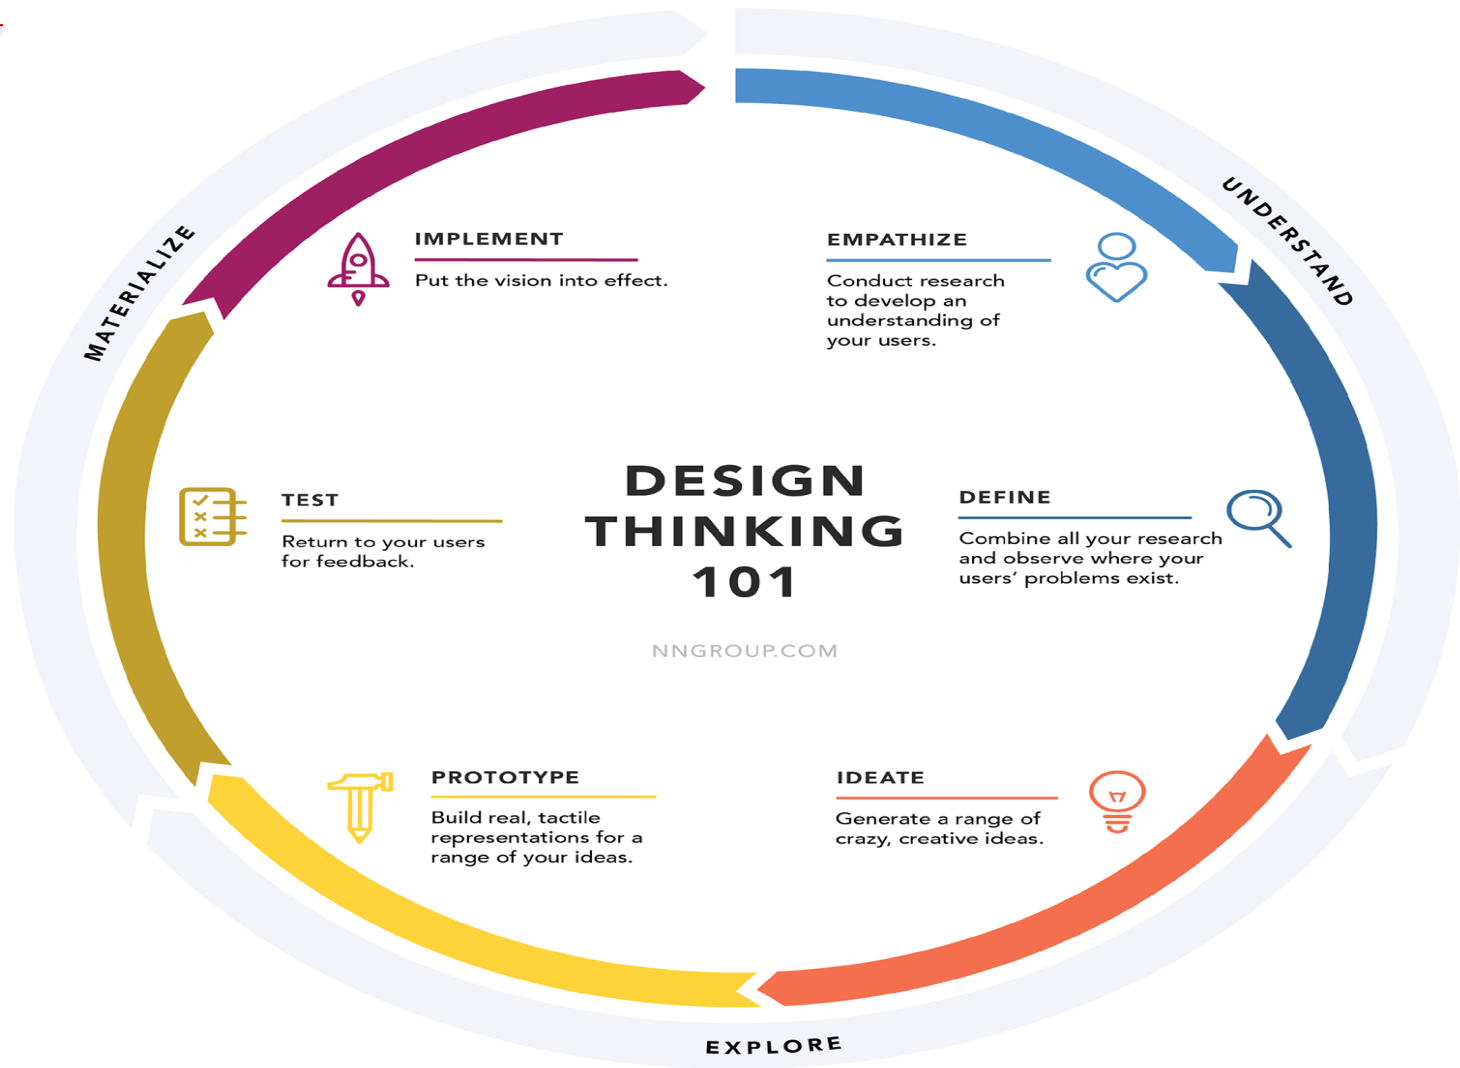 DESIGN
THINKING
101
NNGROUP.COM
UNDERSTAND
EMPATHIZE
Conduct research
to develop an
understanding of
your users.
DEFINE
Combine all your research
and observe where your
users’ problems exist.
EXPLORE
IDEATE
Generate a range of
crazy, creative ideas.
PROTOTYPE
Build real, tactile
representations for a
range of your ideas.
MATERIALIZE
TEST
Return to your users
for feedback.
IMPLEMENT
Put the vision into effect.